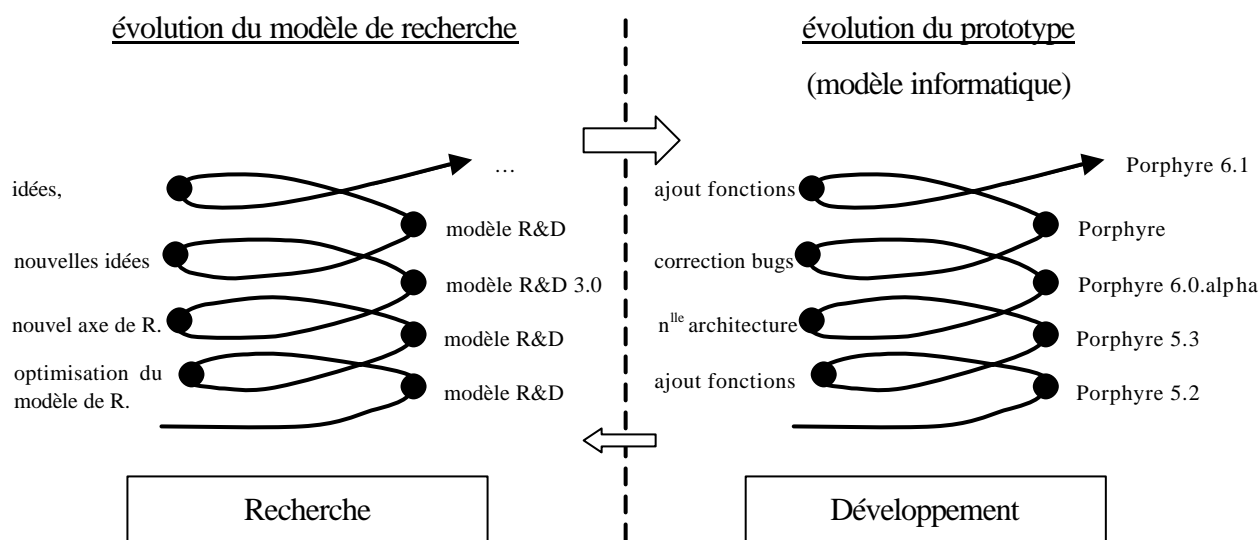 évolution du modèle de recherche
évolution du prototype
(modèle informatique)
idées,
nouvelles idées
nouvel axe de R.
optimisation du
modèle de R.
...
modèle R&D
modèle R&D 3.0
modèle R&D
modèle R&D
ajout fonctions
correction bugs
nlle architecture
ajout fonctions
Porphyre 6.1
Porphyre
Porphyre 6.0.alpha
Porphyre 5.3
Porphyre 5.2
Recherche
Développement